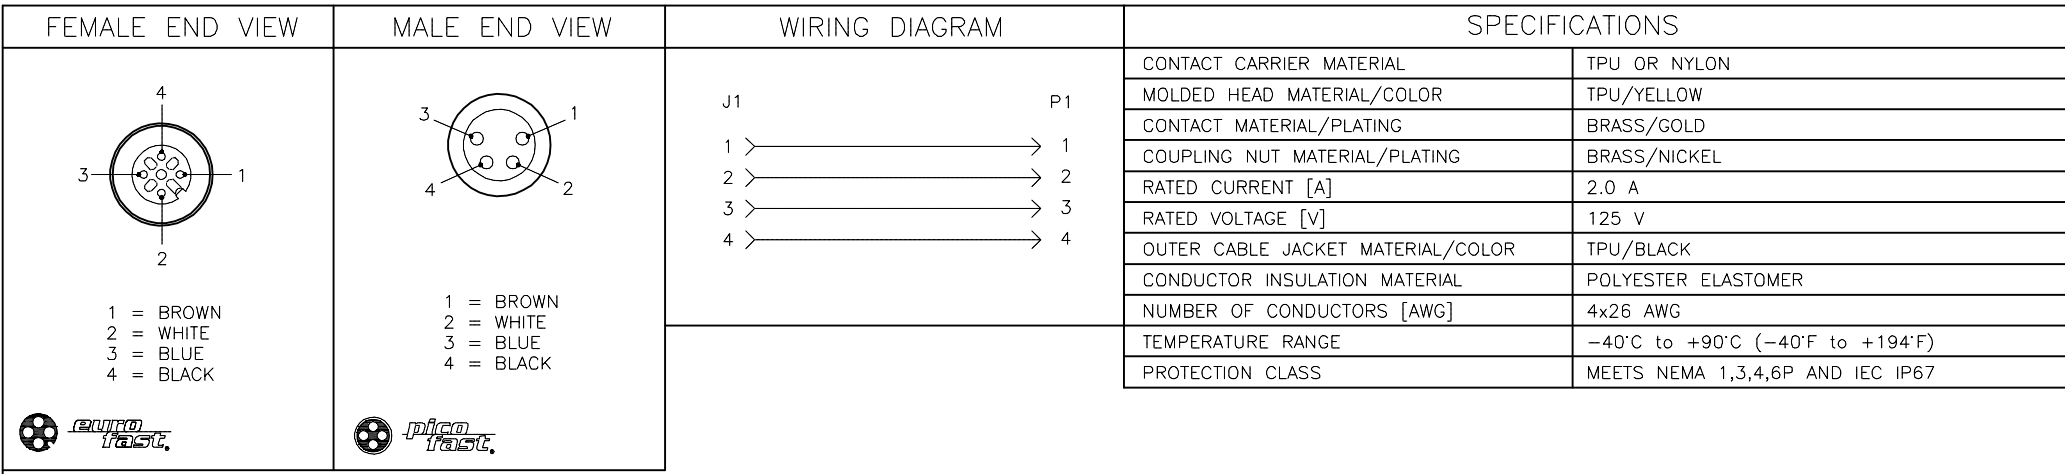 FEMALE END VIEW
4
3
1
2
1 = BROWN
2 = WHITE
3 = BLUE
4 = BLACK
euro
fast.
MALE END VIEW
3
1
4
2
1 = BROWN
2 = WHITE
3 = BLUE
4 = BLACK
pico
fast.
WIRING DIAGRAM
J1 P1
1 1
2 2
3 3
4 4
SPECIFICATIONS
CONTACT CARRIER MATERIAL TPU OR NYLON
MOLDED HEAD MATERIAL/COLOR TPU/YELLOW
CONTACT MATERIAL/PLATING BRASS/GOLD
COUPLING NUT MATERIAL/PLATING BRASS/NICKEL
RATED CURRENT [A] 2.0 A
RATED VOLTAGE [V] 125 V
OUTER CABLE JACKET MATERIAL/COLOR TPU/BLACK
CONDUCTOR INSULATION MATERIAL POLYESTER ELASTOMER
NUMBER OF CONDUCTORS [AWG] 4x26 AWG
TEMPERATURE RANGE −40°C to +90°C (−40°F to +194°F)
PROTECTION CLASS MEETS NEMA 1,3,4,6P AND IEC IP67